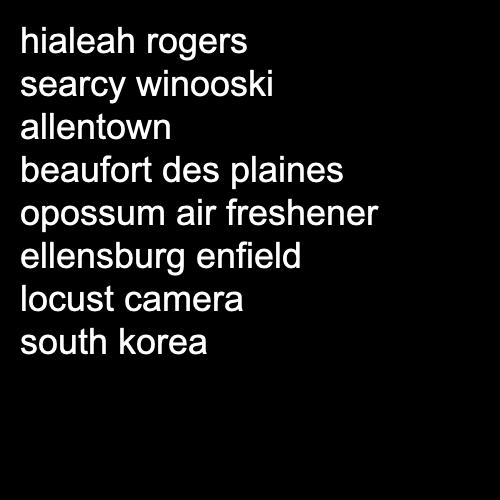 hialeah rogers
searcy winooski
allentown
beaufort des plaines
opossum air freshener
ellensburg enfield
locust camera
south korea